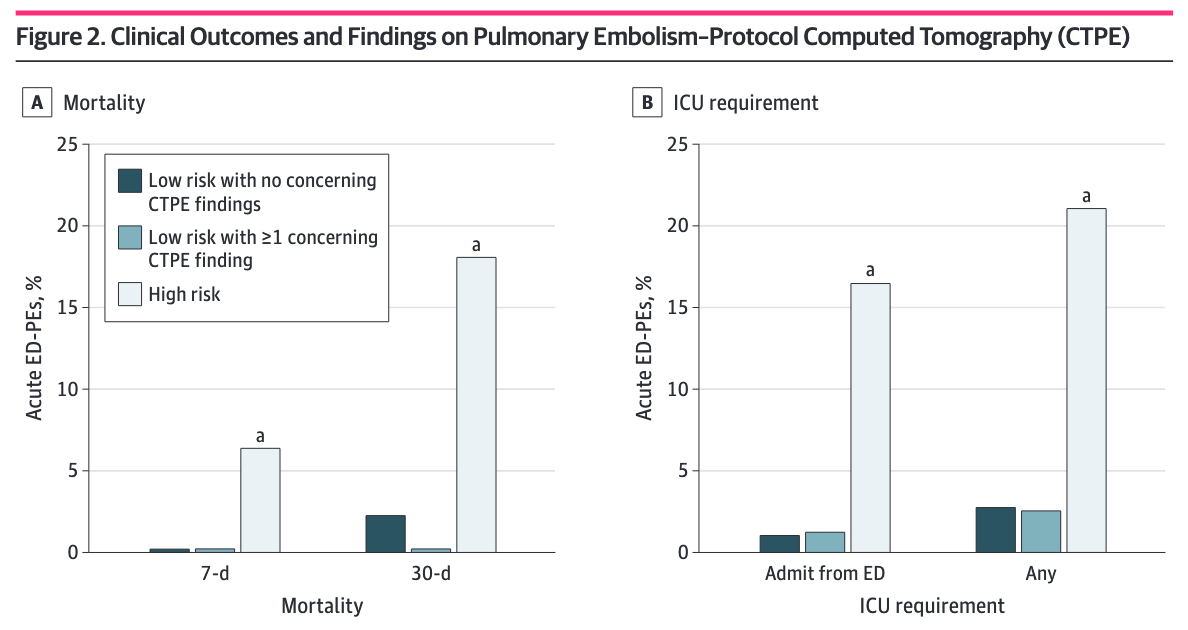 Figure 2. Clinical Outcomes and Findings on Pulmonary Embolism–Protocol Computed Tomography (CTPE)
A Mortality
25
20
15
10
5
0
Acute ED-PEs, %
Low risk with no concerning
CTPE findings
Low risk with ≥1 concerning
CTPE finding
High risk
a
a
7-d
30-d
Mortality
B ICU requirement
25
20
15
10
5
0
Acute ED-PEs, %
a
a
Admit from ED
Any
ICU requirement